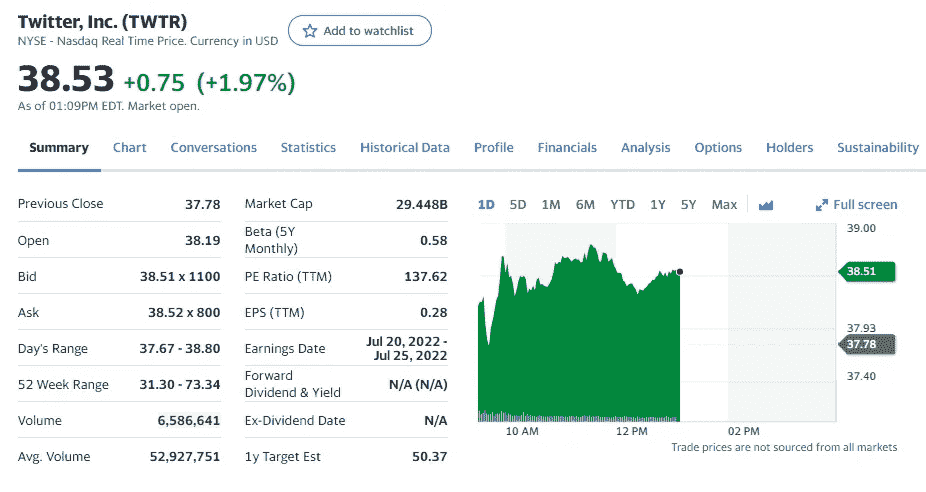 Twitter, Inc. (TWTR)
NYSE - Nasdaq Real Time Price. Currency in USD
Add to watchlist
38.53 +0.75 (+1.97%)
As of 01:09PM EDT. Market open.
Summary Chart Conversations Statistics Historical Data Profile Financials Analysis Options Holders Sustainability
Previous Close 37.78
Open 38.19
Bid 38.51 x 1100
Ask 38.52 x 800
Day's Range 37.67 - 38.80
52 Week Range 31.30 - 73.34
Volume 6,586,641
Avg. Volume 52,927,751
Market Cap 29.448B
Beta (5Y
Monthly) 0.58
PE Ratio (TTM) 137.62
EPS (TTM) 0.28
Earnings Date Jul 20, 2022 -
Jul 25, 2022
Forward
Dividend & Yield N/A (N/A)
Ex-Dividend Date N/A
1y Target Est 50.37
1D 5D 1M 6M YTD 1Y 5Y Max Full screen
39.00
38.51
37.93
37.78
37.40
10 AM 12 PM 02 PM
Trade prices are not sourced from all markets